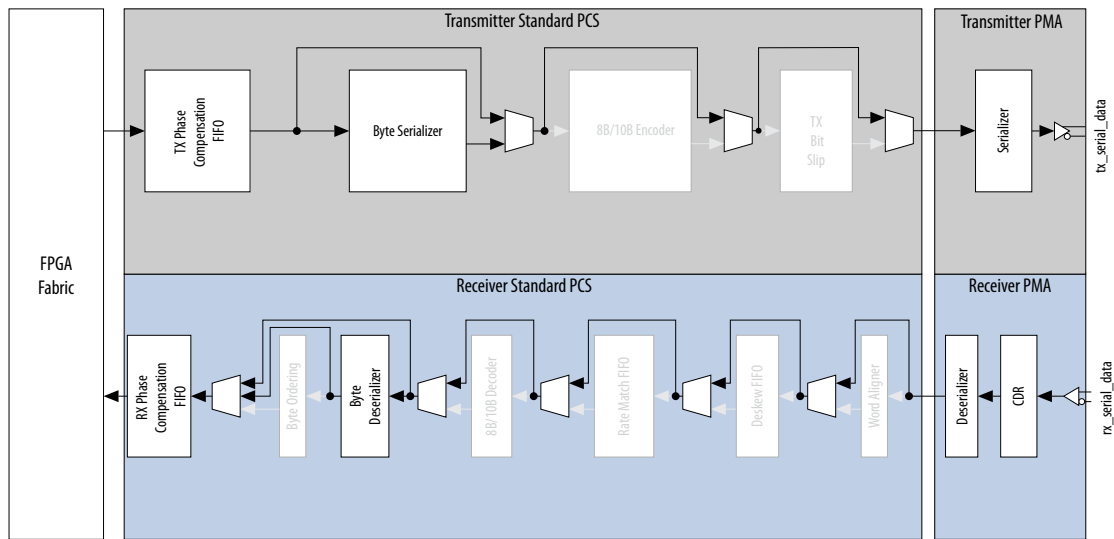 Transmitter Standard PCS
Transmitter PMA
TX Phase
Compensation
FIFO
Byte Serializer
8B/10B Encoder
TX
Bit
Slip
Serializer
tx_serial_data
FPGA
Fabric
Receiver Standard PCS
Receiver PMA
RX Phase
Compensation
FIFO
Byte Ordering
Byte
Deserializer
8B/10B Decoder
Rate Match FIFO
Deskew FIFO
Word Aligner
Deserializer
CDR
rx_serial_data